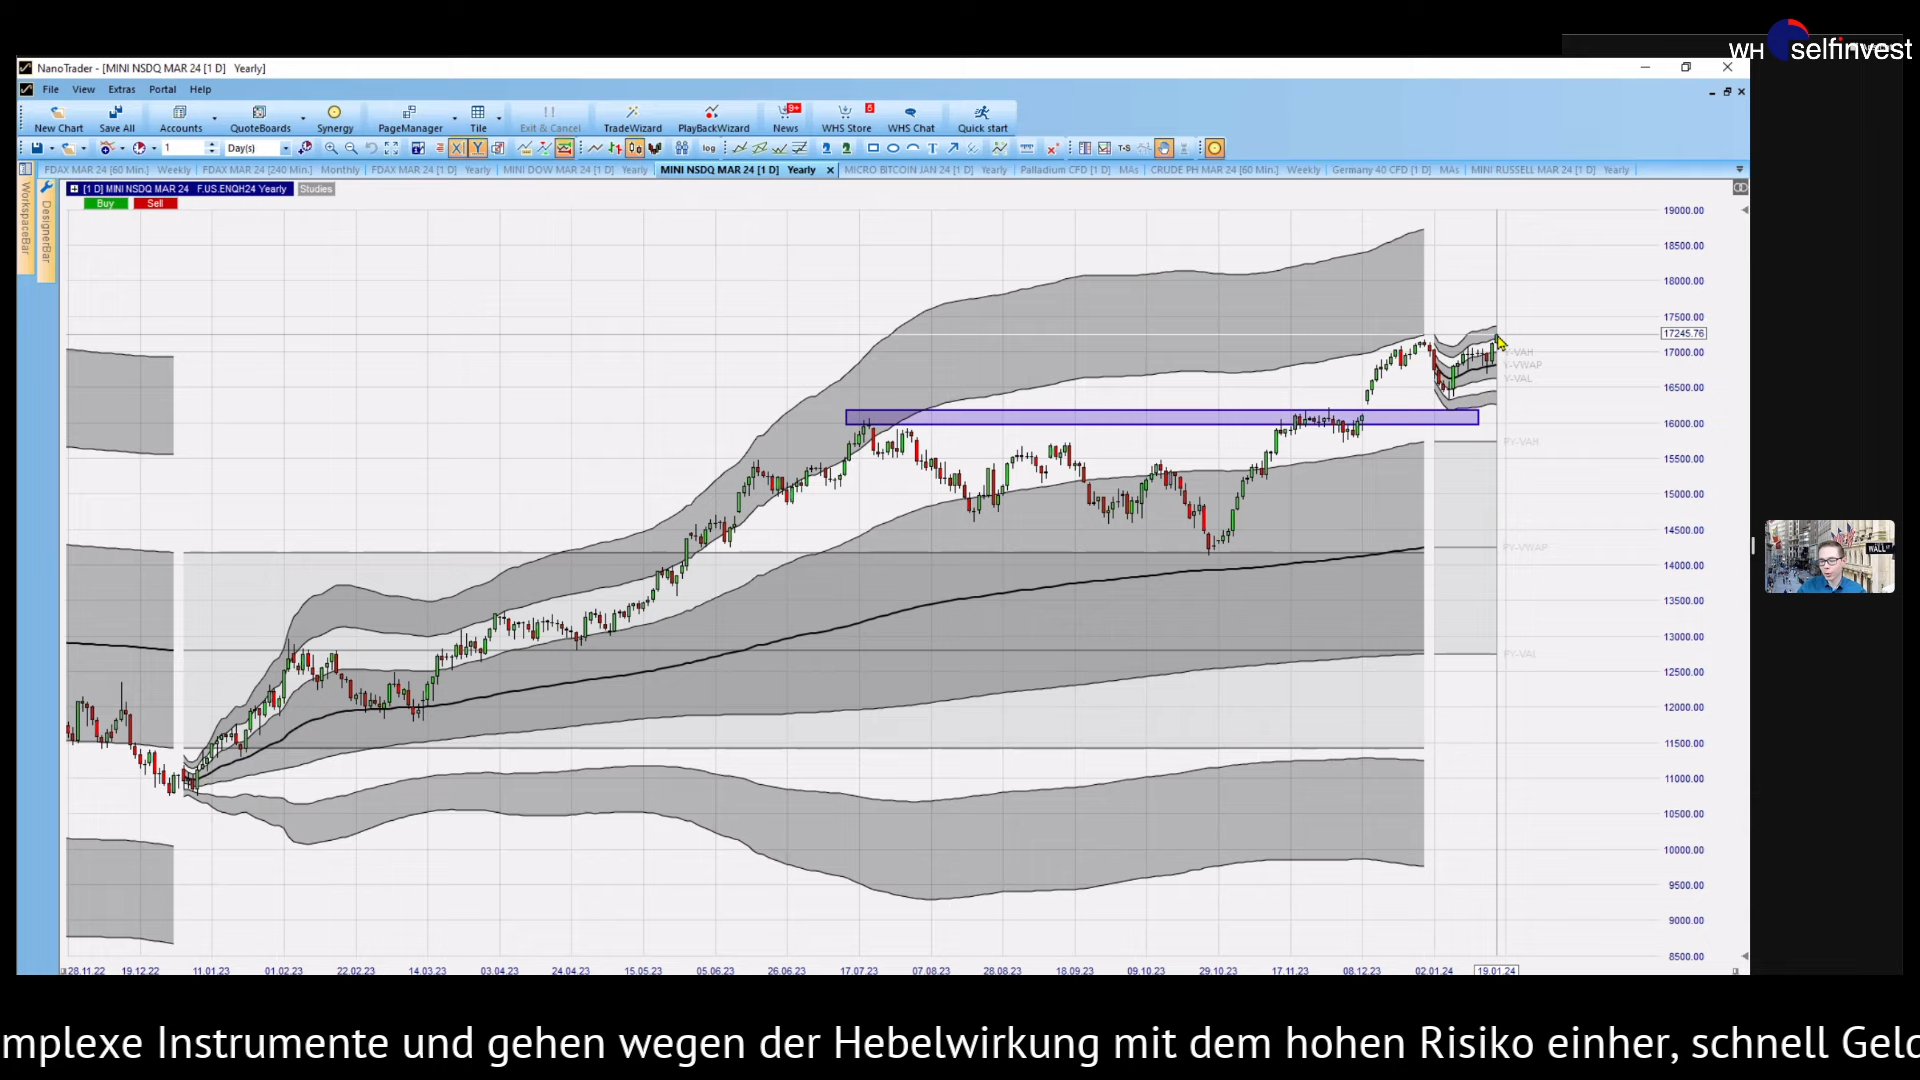 WH selfinvest
NanoTrader - [MINI NSDQ MAR 24 [1 D] Yearly]
File View Extras Portal Help
New Chart Save All Accounts QuoteBoards Synergy PageManager Tile Exit & Cancel TradeWizard PlayBackWizard News 9+ WHS Store 5 WHS Chat Quick start
1 Day(s) log T T-S
FDAX MAR 24 [60 Min.] Weekly FDAX MAR 24 [240 Min.] Monthly FDAX MAR 24 [1 D] Yearly MINI DOW MAR 24 [1 D] Yearly MINI NSDQ MAR 24 [1 D] Yearly MICRO BITCOIN JAN 24 [1 D] Yearly Palladium CFD [1 D] MAs CRUDE PH MAR 24 [60 Min.] Weekly Germany 40 CFD [1 D] MAs MINI RUSSELL MAR 24 [1 D] Yearly
WorkspaceBar
DesignerBar
[1 D] MINI NSDQ MAR 24 F.US.ENQH24 Yearly Studies
Buy Sell
19000.00
18500.00
18000.00
17500.00
17245.76
17000.00
16500.00
16000.00
15500.00
15000.00
14500.00
14000.00
13500.00
13000.00
12500.00
12000.00
11500.00
11000.00
10500.00
10000.00
9500.00
9000.00
8500.00
Y-VAH
Y-VWAP
Y-VAL
PY-VAH
PY-VWAP
PY-VAL
28.11.22 19.12.22 11.01.23 01.02.23 22.02.23 14.03.23 03.04.23 24.04.23 15.05.23 05.06.23 26.06.23 17.07.23 07.08.23 28.08.23 18.09.23 09.10.23 29.10.23 17.11.23 08.12.23 02.01.24 19.01.24
WALL
mplexe Instrumente und gehen wegen der Hebelwirkung mit dem hohen Risiko einher, schnell Geld